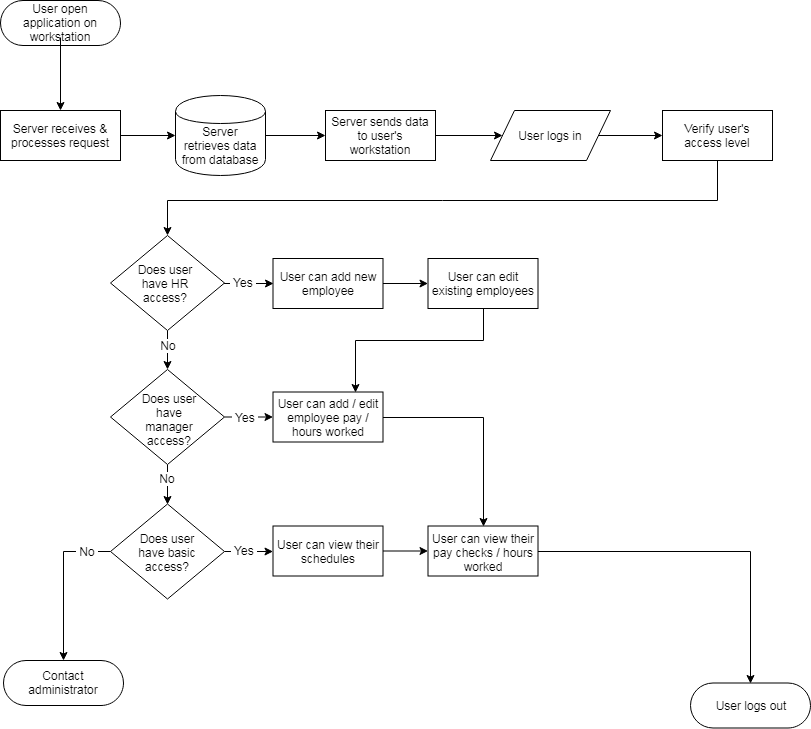 User open
application on
workstation
Server receives &
processes request
Server
retrieves data
from database
Server sends data
to user's
workstation
User logs in
Verify user's
access level
Does user
have HR
access?
Yes
User can add new
employee
User can edit
existing employees
No
Does user
have
manager
access?
Yes
User can add / edit
employee pay /
hours worked
No
Does user
have basic
access?
Yes
User can view their
schedules
User can view their
pay checks / hours
worked
No
Contact
administrator
User logs out